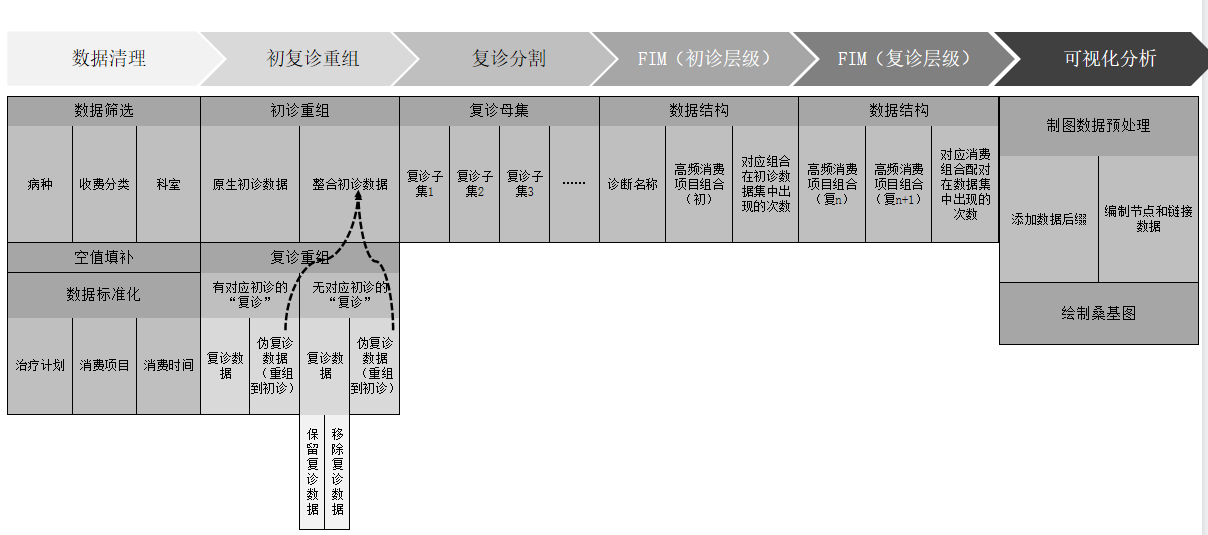 数据清理
初复诊重组
复诊分割
FIM（初诊层级）
FIM（复诊层级）
可视化分析
数据筛选
病种
收费分类
科室
空值填补
数据标准化
治疗计划
消费项目
消费时间
初诊重组
原生初诊数据
整合初诊数据
复诊重组
有对应初诊的
“复诊”
无对应初诊的
“复诊”
复诊数
据
伪复诊
数据
（重组
到初诊）
复诊数
据
伪复诊
数据
（重组
到初诊）
保
留
复
诊
数
据
移
除
复
诊
数
据
复诊母集
复诊子
集1
复诊子
集2
复诊子
集3
……
数据结构
诊断名称
高频消费
项目组合
（初）
对应组合
在初诊数
据集中出
现的次数
数据结构
高频消费
项目组合
（复n）
高频消费
项目组合
（复n+1）
对应消费
组合配对
在数据集
中出现的
次数
制图数据预处理
添加数据后缀
编制节点和链接
数据
绘制桑基图